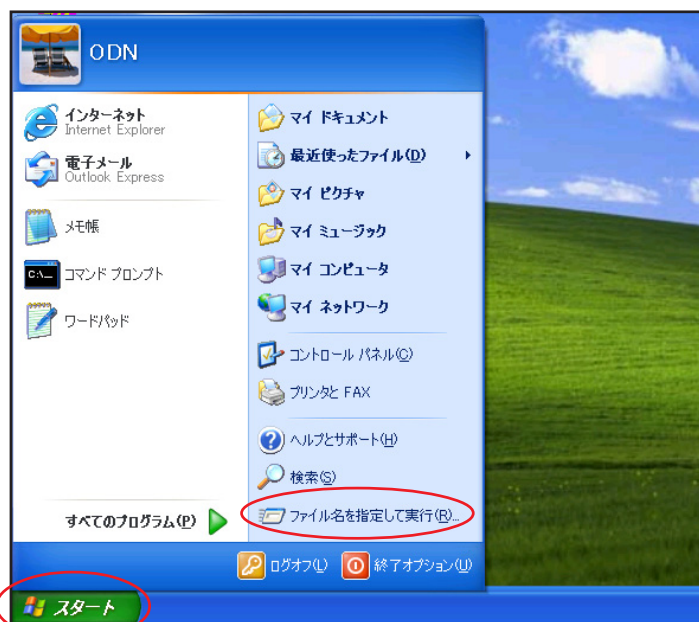 ODN
インターネット
Internet Explorer
電子メール
Outlook Express
メモ帳
C:\_
コマンド プロンプト
ワードパッド
すべてのプログラム(P)
マイ ドキュメント
最近使ったファイル(D)
マイ ピクチャ
マイ ミュージック
マイ コンピュータ
マイ ネットワーク
コントロール パネル(C)
プリンタと FAX
ヘルプとサポート(H)
検索(S)
ファイル名を指定して実行(R)...
ログオフ(L)
終了オプション(U)
スタート